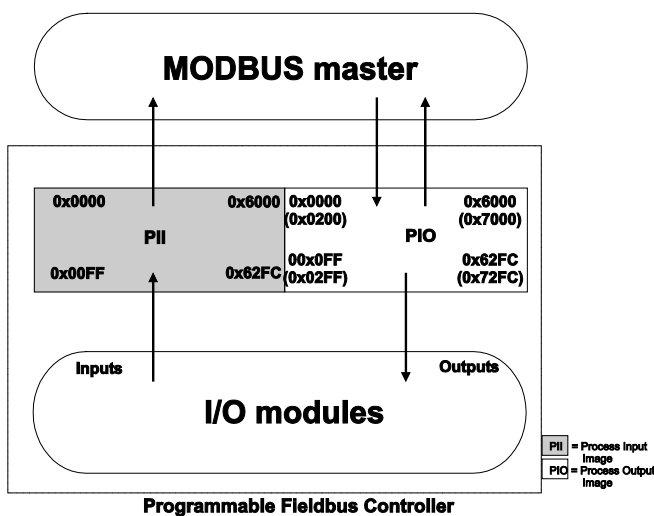 MODBUS master
0x0000 0x6000 0x0000 0x6000
(0x0200) (0x7000)
PII PIO
0x00FF 0x62FC 00x0FF 0x62FC
(0x02FF) (0x72FC)
Inputs Outputs
I/O modules
PII = Process Input
Image
PIO = Process Output
Image
Programmable Fieldbus Controller